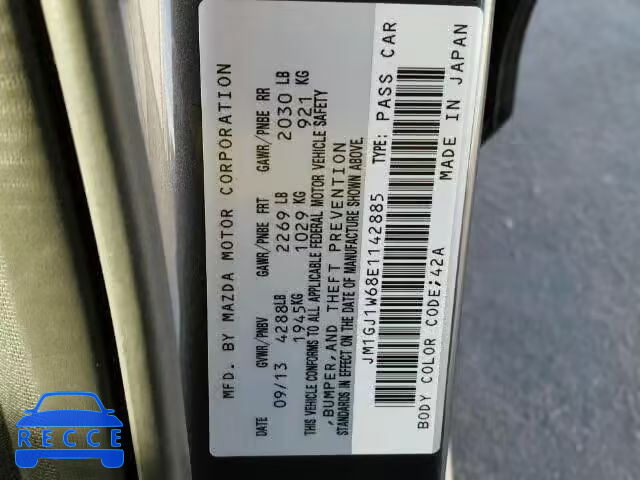 MFD. BY MAZDA MOTOR CORPORATION
DATE GVWR/PNBV GAWR/PNBE FRT GAWR/PNBE RR
09/13 4288LB 2269 LB 2030 LB
1945KG 1029 KG 921 KG
THIS VEHICLE CONFORMS TO ALL APPLICABLE FEDERAL MOTOR VEHICLE SAFETY
,BUMPER,AND THEFT PREVENTION
STANDARDS IN EFFECT ON THE DATE OF MANUFACTURE SHOWN ABOVE.
JM1GJ1W68E1142885 TYPE: PASS CAR
BODY COLOR CODE;42A MADE IN JAPAN
RECCE